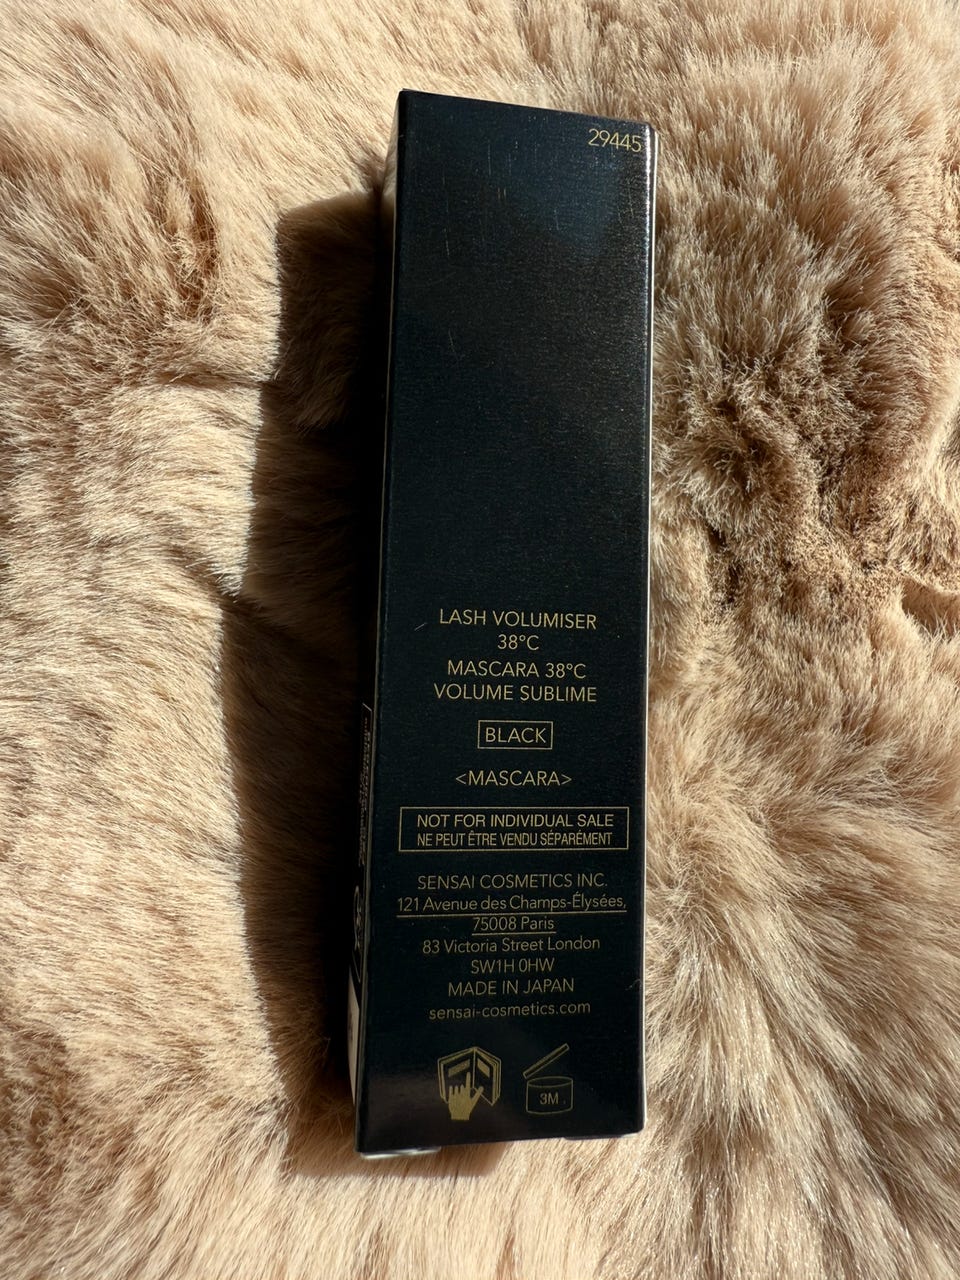 29445
LASH VOLUMISER
38°C
MASCARA 38°C
VOLUME SUBLIME
BLACK
<MASCARA>
NOT FOR INDIVIDUAL SALE
NE PEUT ÊTRE VENDU SÉPARÉMENT
SENSAI COSMETICS INC.
121 Avenue des Champs-Élysées,
75008 Paris
83 Victoria Street London
SW1H 0HW
MADE IN JAPAN
sensai-cosmetics.com
3M